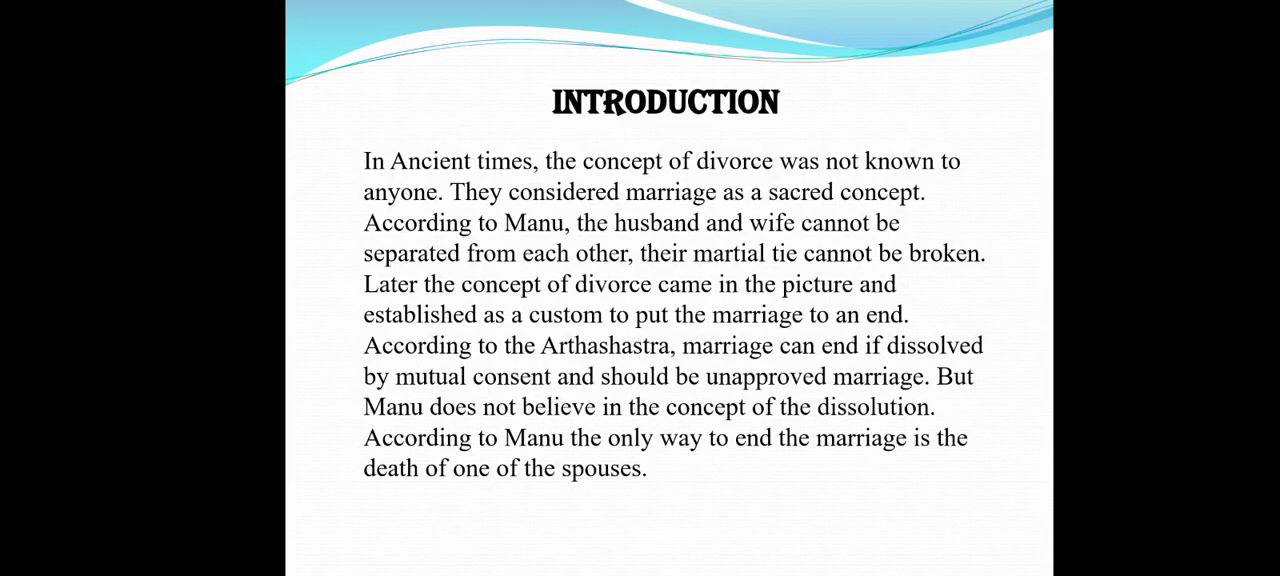 INTRODUCTION
In Ancient times, the concept of divorce was not known to
anyone. They considered marriage as a sacred concept.
According to Manu, the husband and wife cannot be
separated from each other, their martial tie cannot be broken.
Later the concept of divorce came in the picture and
established as a custom to put the marriage to an end.
According to the Arthashastra, marriage can end if dissolved
by mutual consent and should be unapproved marriage. But
Manu does not believe in the concept of the dissolution.
According to Manu the only way to end the marriage is the
death of one of the spouses.